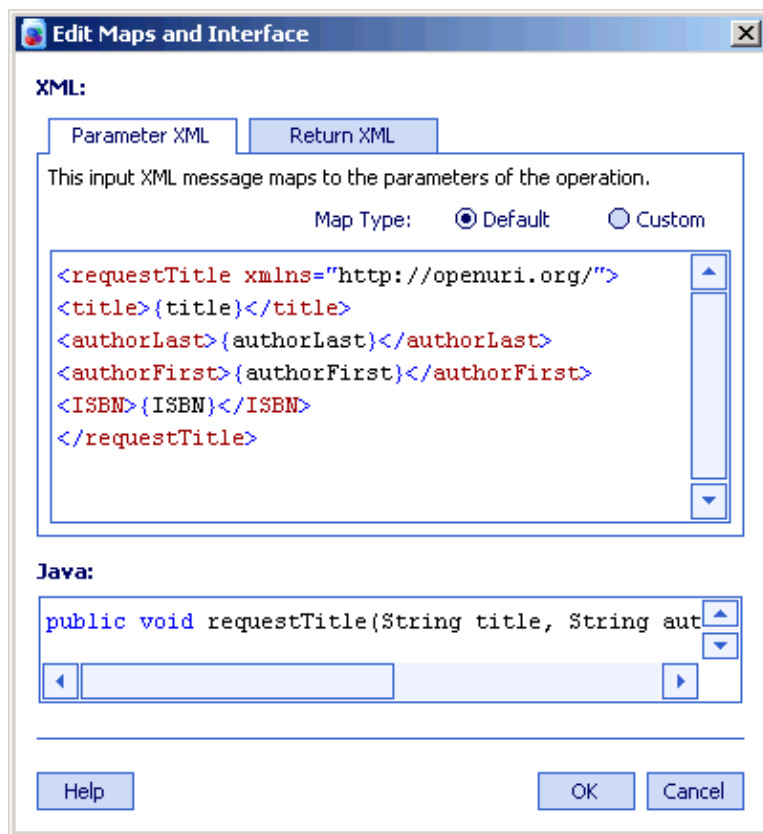 Edit Maps and Interface
XML:
Parameter XML Return XML
This input XML message maps to the parameters of the operation.
Map Type: Default Custom
<requestTitle xmlns="http://openuri.org/">
<title>{title}</title>
<authorLast>{authorLast}</authorLast>
<authorFirst>{authorFirst}</authorFirst>
<ISBN>{ISBN}</ISBN>
</requestTitle>
Java:
public void requestTitle(String title, String aut
Help OK Cancel